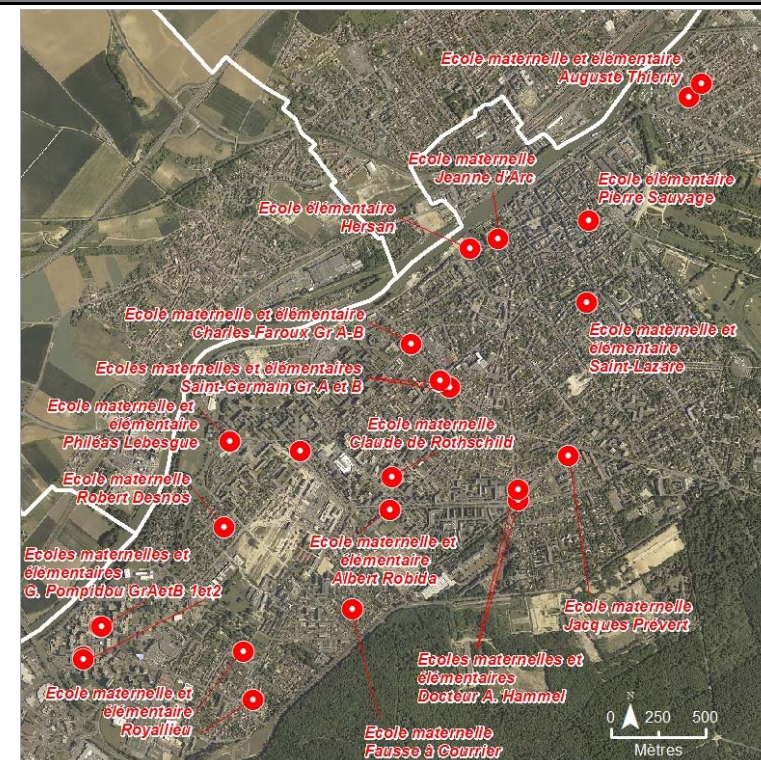 Ecole maternelle et élémentaire
Auguste Thierry
Ecole maternelle
Jeanne d'Arc
Ecole élémentaire
Pierre Sauvage
Ecole élémentaire
Hersan
Ecole maternelle et élémentaire
Charles Faroux Gr A-B
Ecole maternelle et
élémentaire
Saint-Lazare
Ecoles maternelles et élémentaires
Saint-Germain Gr A et B
Ecole maternelle et
élémentaire
Philéas Lebesgue
Ecole maternelle
Claude de Rothschild
Ecole maternelle
Robert Desnos
Ecole maternelle et
élémentaire
Albert Robida
Ecoles maternelles et
élémentaires
G. Pompidou GrAetB 1et2
Ecole maternelle
Jacques Prévert
Ecoles maternelles et
élémentaires
Docteur A. Hammel
Ecole maternelle et
élémentaire
Royallieu
Ecole maternelle
Fausse à Courrier
N
0 250 500
Mètres